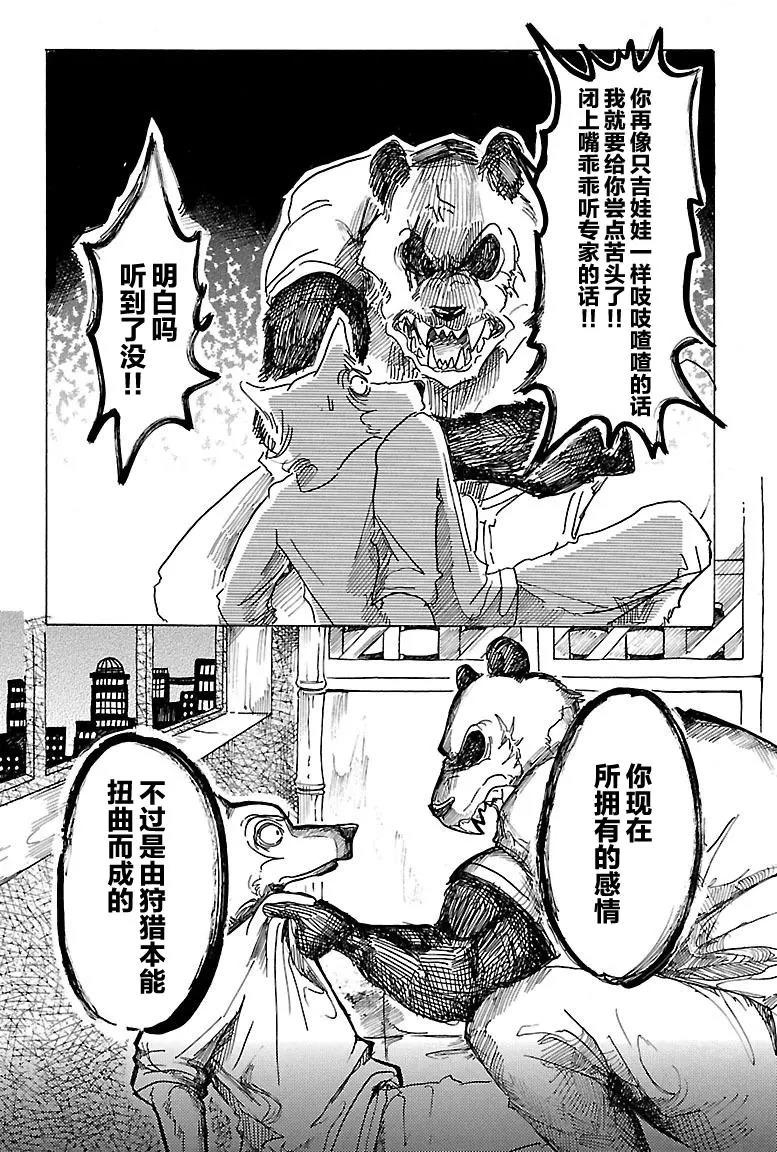 你再像只吉娃娃一样吱吱喳喳的话
我就要给你尝点苦头了!!
闭上嘴乖乖听专家的话!!
明白吗
听到了没!!
你现在
所拥有的感情
不过是由狩猎本能
扭曲而成的